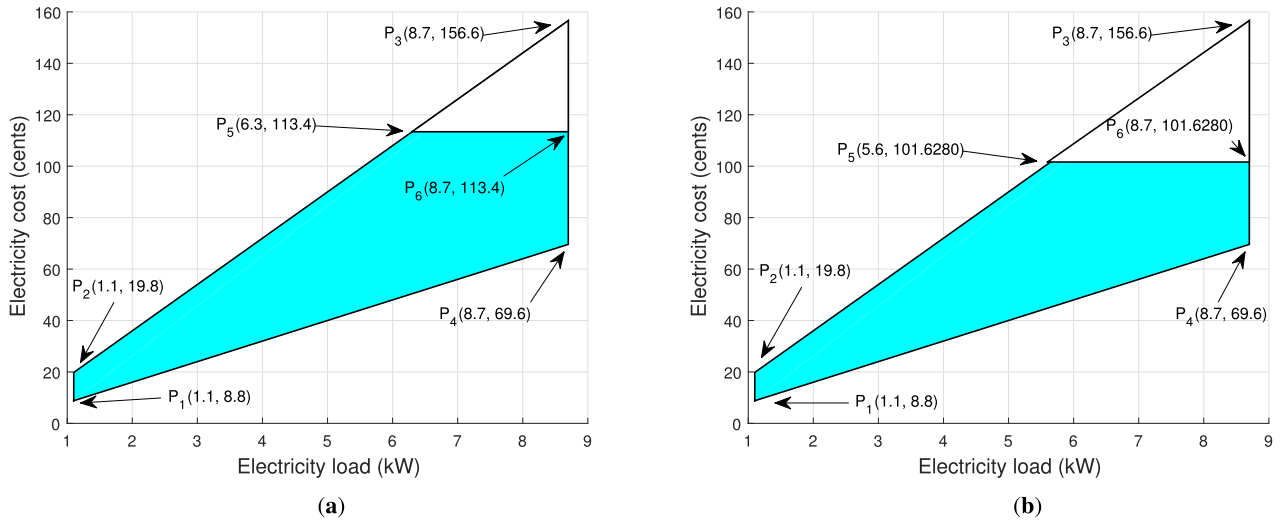 160
140
120
100
80
60
40
20
0
Electricity cost (cents)
P3(8.7, 156.6)
P5(6.3, 113.4)
P6(8.7, 113.4)
P2(1.1, 19.8)
P4(8.7, 69.6)
P1(1.1, 8.8)
1 2 3 4 5 6 7 8 9
Electricity load (kW)
(a)
160
140
120
100
80
60
40
20
0
Electricity cost (cents)
P3(8.7, 156.6)
P6(8.7, 101.6280)
P5(5.6, 101.6280)
P2(1.1, 19.8)
P4(8.7, 69.6)
P1(1.1, 8.8)
1 2 3 4 5 6 7 8 9
Electricity load (kW)
(b)